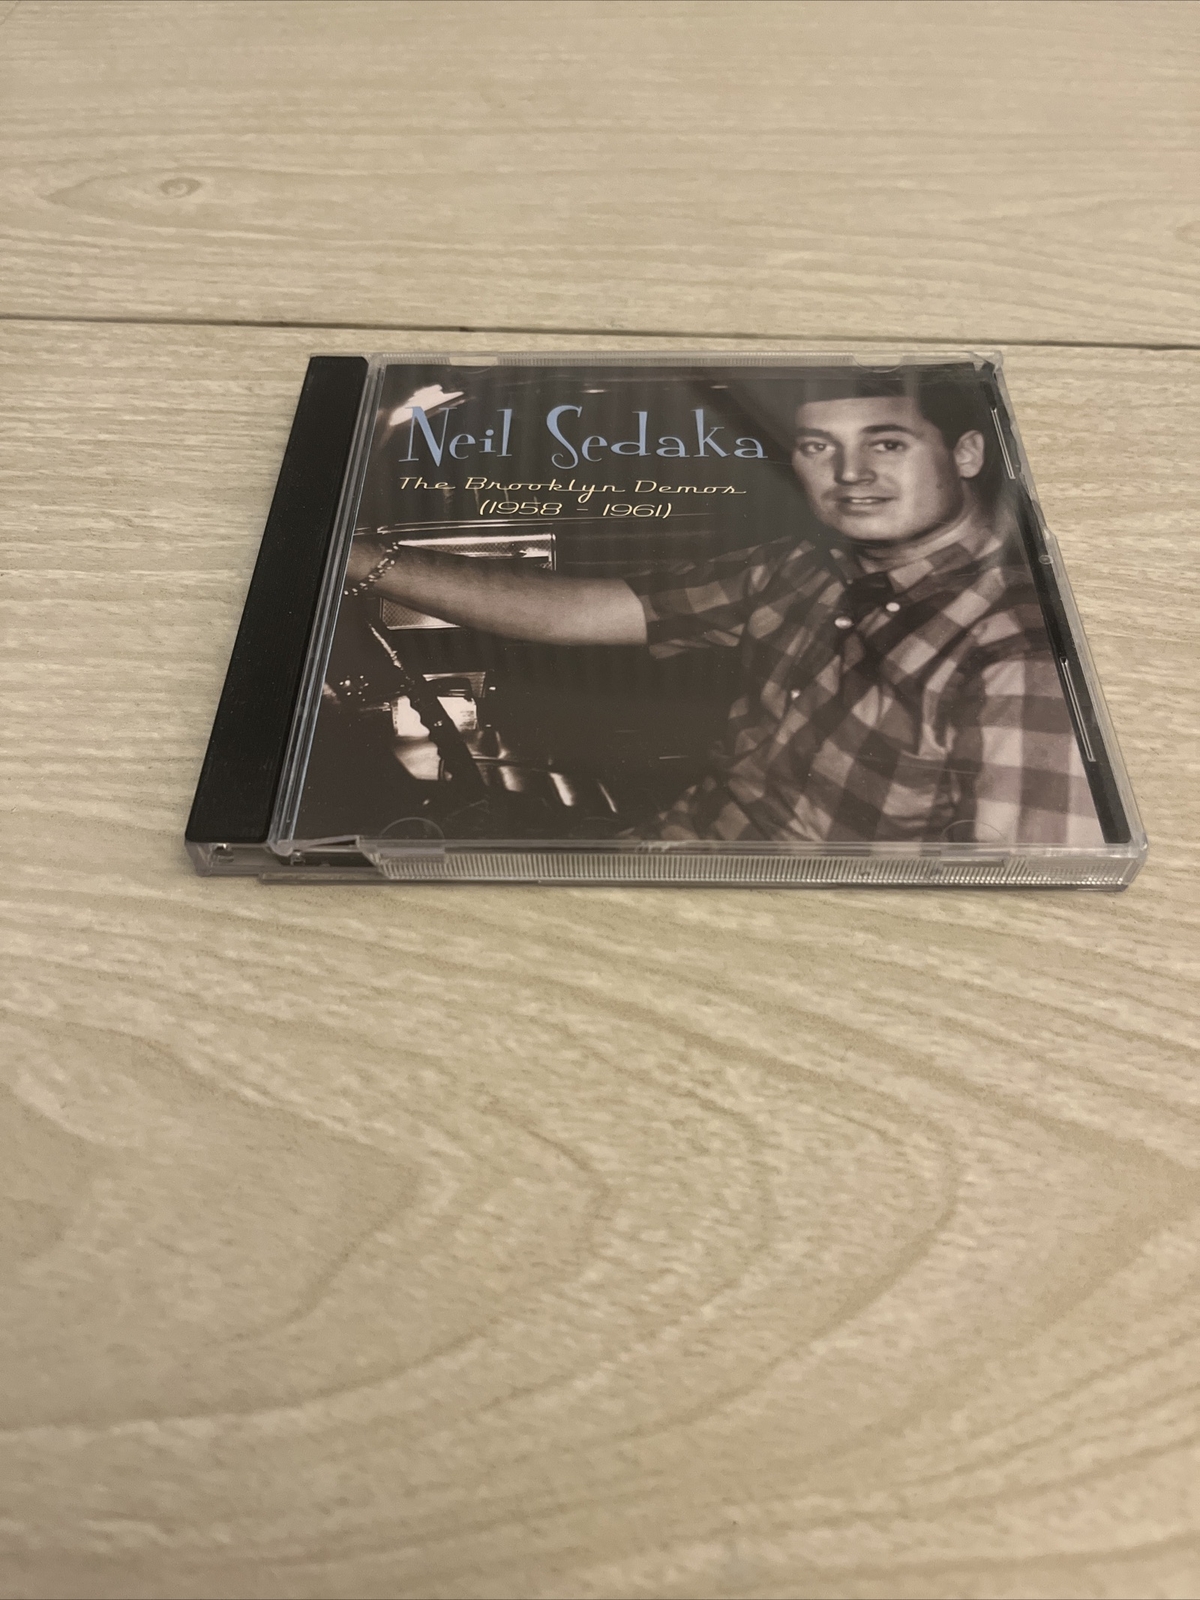 Neil Sedaka
The Brooklyn Demos
(1958 - 1961)